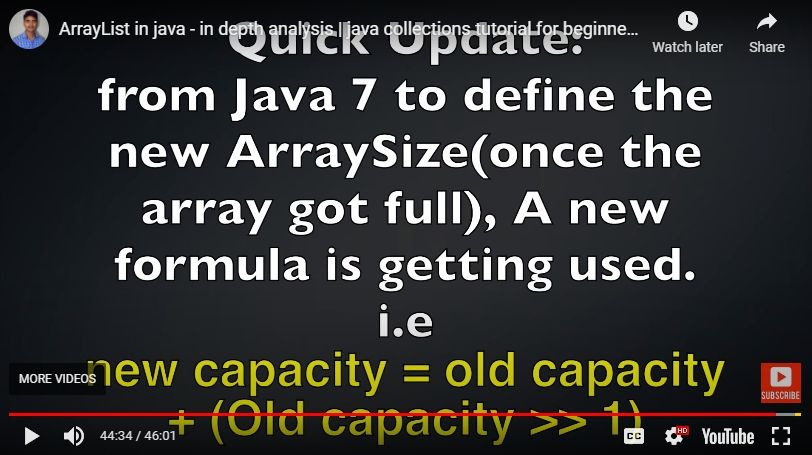 ArrayList in java - in depth analysis | java collections tutorial for beginne...
Watch later
Share
Quick Update:
from Java 7 to define the
new ArraySize(once the
array got full), A new
formula is getting used.
i.e
new capacity = old capacity
+ (Old capacity >> 1)
MORE VIDEOS
SUBSCRIBE
44:34 / 46:01
CC
HD
YouTube